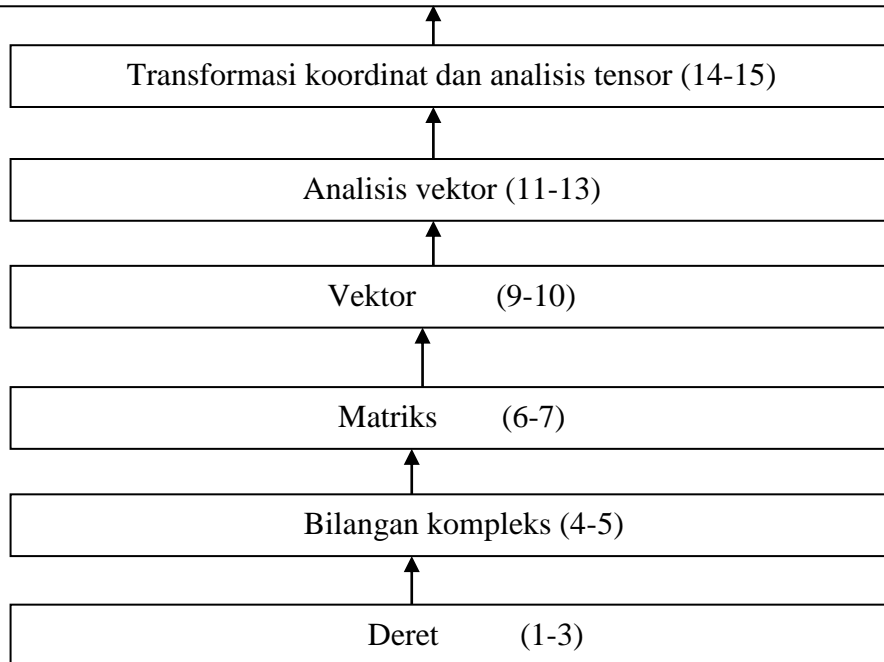 Transformasi koordinat dan analisis tensor (14-15)
Analisis vektor (11-13)
Vektor (9-10)
Matriks (6-7)
Bilangan kompleks (4-5)
Deret (1-3)